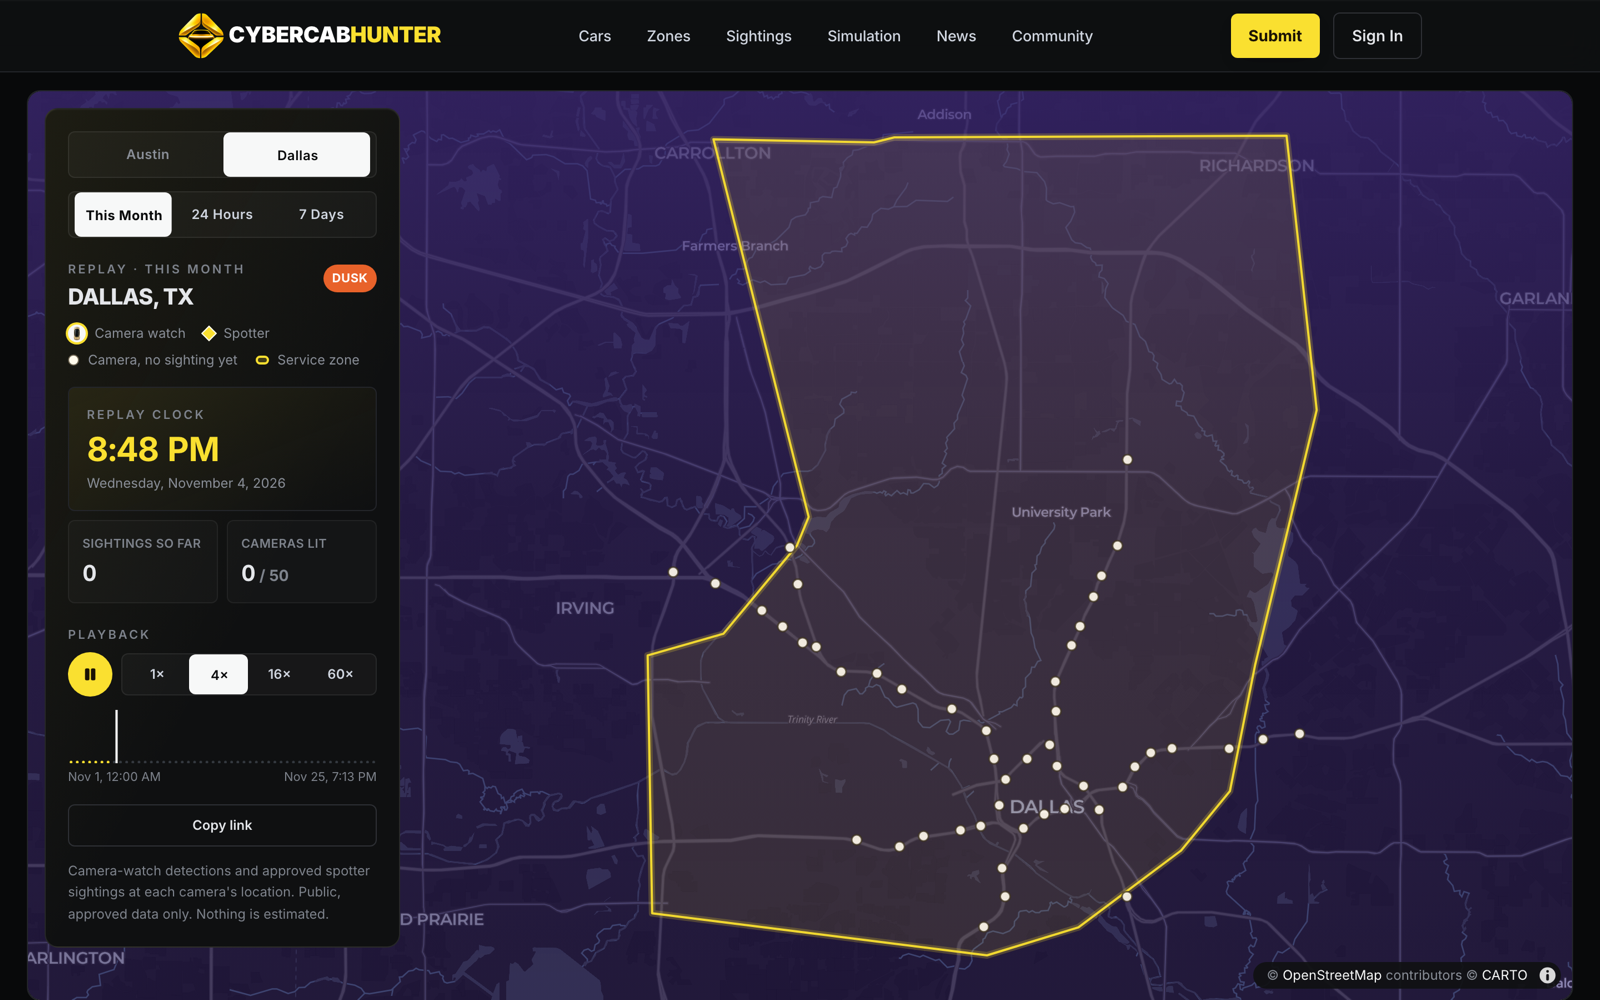 CYBERCABHUNTER
Cars Zones Sightings Simulation News Community
Submit Sign In
Austin Dallas
This Month 24 Hours 7 Days
REPLAY · THIS MONTH
DALLAS, TX
DUSK
Camera watch Spotter
Camera, no sighting yet Service zone
REPLAY CLOCK
8:48 PM
Wednesday, November 4, 2026
SIGHTINGS SO FAR
0
CAMERAS LIT
0 / 50
PLAYBACK
1× 4× 16× 60×
Nov 1, 12:00 AM Nov 25, 7:13 PM
Copy link
Camera-watch detections and approved spotter
sightings at each camera's location. Public,
approved data only. Nothing is estimated.
Addison
CARROLLTON
RICHARDSON
Farmers Branch
GARLAN
University Park
IRVING
Trinity River
DALLAS
D PRAIRIE
ARLINGTON
© OpenStreetMap contributors © CARTO